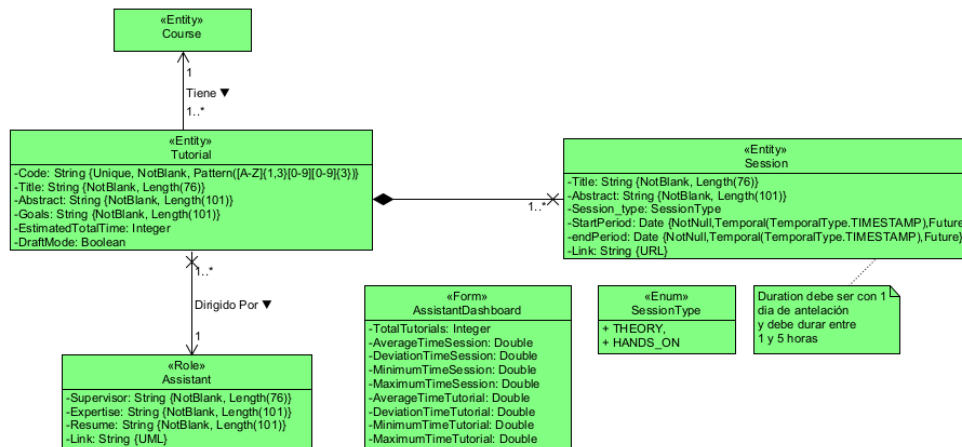 «Entity»
Course
1
Tiene ▼
1..*
«Entity»
Tutorial
-Code: String {Unique, NotBlank, Pattern([A-Z]{1,3}[0-9][0-9]{3})}
-Title: String {NotBlank, Length(76)}
-Abstract: String {NotBlank, Length(101)}
-Goals: String {NotBlank, Length(101)}
-EstimatedTotalTime: Integer
-DraftMode: Boolean
1..*
«Entity»
Session
-Title: String {NotBlank, Length(76)}
-Abstract: String {NotBlank, Length(101)}
-Session_type: SessionType
-StartPeriod: Date {NotNull,Temporal(TemporalType.TIMESTAMP),Future
-endPeriod: Date {NotNull,Temporal(TemporalType.TIMESTAMP),Future}
-Link: String {URL}
1..*
Dirigido Por ▼
1
«Role»
Assistant
-Supervisor: String {NotBlank, Length(76)}
-Expertise: String {NotBlank, Length(101)}
-Resume: String {NotBlank, Length(101)}
-Link: String {UML}
«Form»
AssistantDashboard
-TotalTutorials: Integer
-AverageTimeSession: Double
-DeviationTimeSession: Double
-MinimumTimeSession: Double
-MaximumTimeSession: Double
-AverageTimeTutorial: Double
-DeviationTimeTutorial: Double
-MinimumTimeTutorial: Double
-MaximumTimeTutorial: Double
«Enum»
SessionType
+ THEORY,
+ HANDS_ON
Duration debe ser con 1
dia de antelación
y debe durar entre
1 y 5 horas